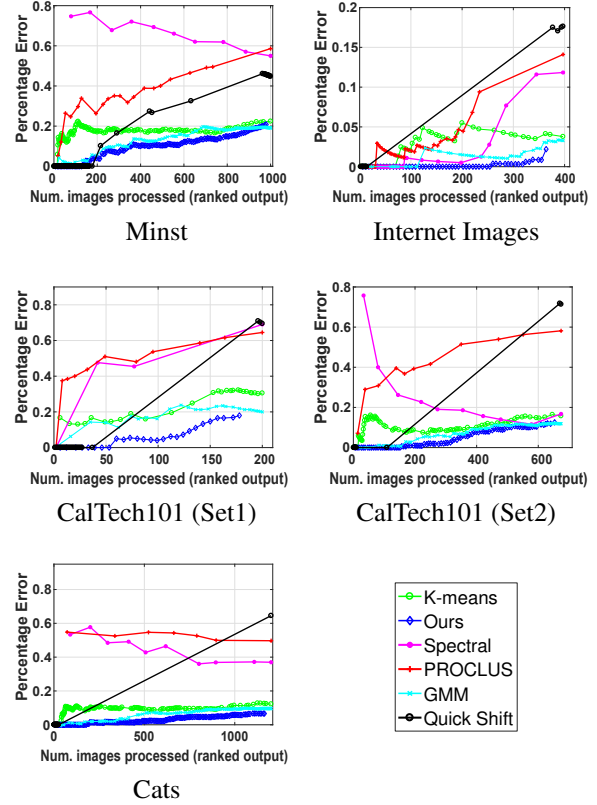 Percentage Error
0.8
0.6
0.4
0.2
0
0 200 400 600 800 1000
Num. images processed (ranked output)
Minst
Percentage Error
0.2
0.15
0.1
0.05
0
0 100 200 300 400
Num. images processed (ranked output)
Internet Images
Percentage Error
0.8
0.6
0.4
0.2
0
0 50 100 150 200
Num. images processed (ranked output)
CalTech101 (Set1)
Percentage Error
0.8
0.6
0.4
0.2
0
0 200 400 600
Num. images processed (ranked output)
CalTech101 (Set2)
Percentage Error
0.8
0.6
0.4
0.2
0
0 500 1000
Num. images processed (ranked output)
Cats
K-means
Ours
Spectral
PROCLUS
GMM
Quick Shift